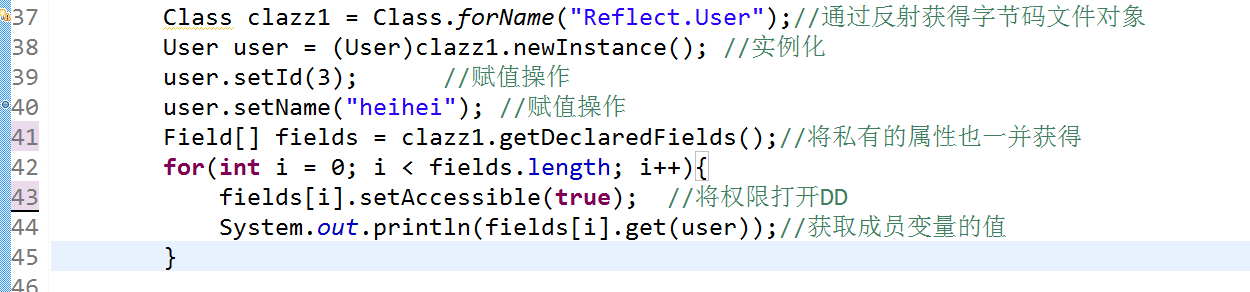 37 Class clazz1 = Class.forName("Reflect.User");//通过反射获得字节码文件对象
38 User user = (User)clazz1.newInstance(); //实例化
39 user.setId(3); //赋值操作
40 user.setName("heihei"); //赋值操作
41 Field[] fields = clazz1.getDeclaredFields();//将私有的属性也一并获得
42 for(int i = 0; i < fields.length; i++){
43 fields[i].setAccessible(true); //将权限打开DD
44 System.out.println(fields[i].get(user));//获取成员变量的值
45 }
46